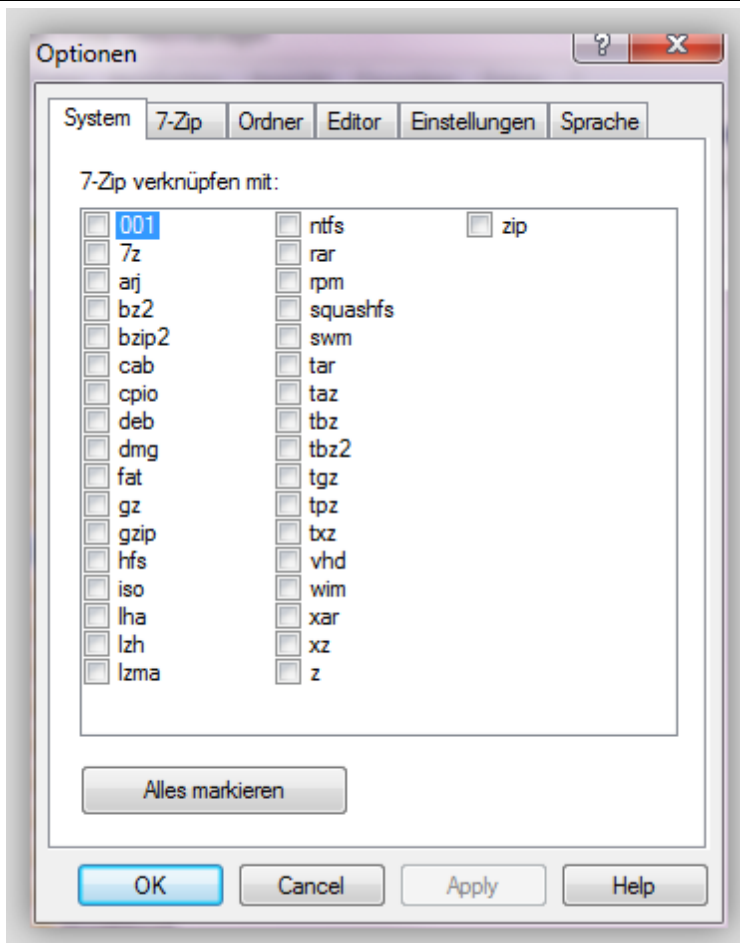 Optionen
System 7-Zip Ordner Editor Einstellungen Sprache
7-Zip verknüpfen mit:
001 ntfs zip
7z rar
arj rpm
bz2 squashfs
bzip2 swm
cab tar
cpio taz
deb tbz
dmg tbz2
fat tgz
gz tpz
gzip txz
hfs vhd
iso wim
lha xar
lzh xz
lzma z
Alles markieren
OK Cancel Apply Help